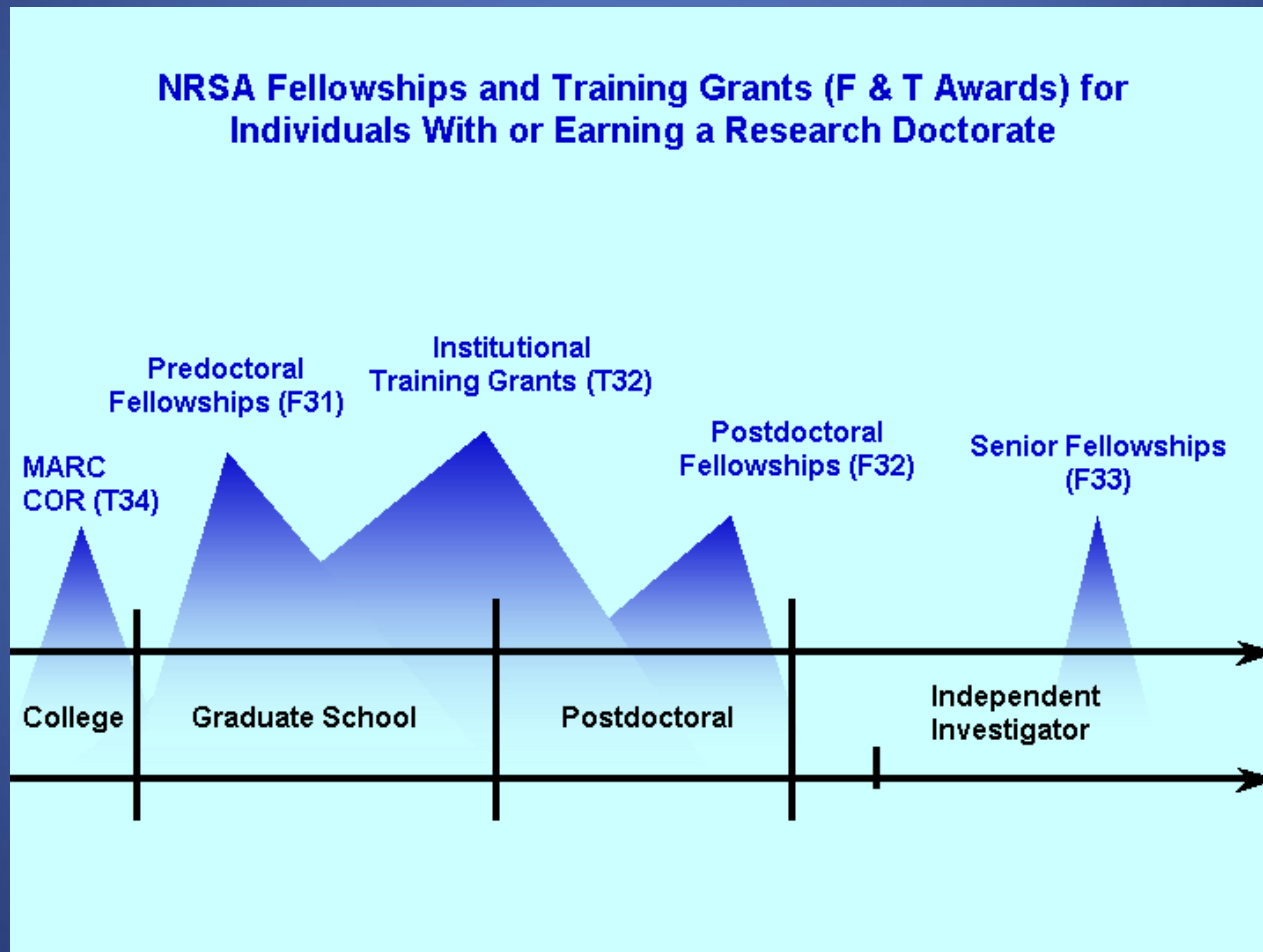 NRSA Fellowships and Training Grants (F & T Awards) for
Individuals With or Earning a Research Doctorate
Institutional
Training Grants (T32)
Predoctoral
Fellowships (F31)
Postdoctoral
Fellowships (F32)
Senior Fellowships
(F33)
MARC
COR (T34)
College
Graduate School
Postdoctoral
Independent
Investigator